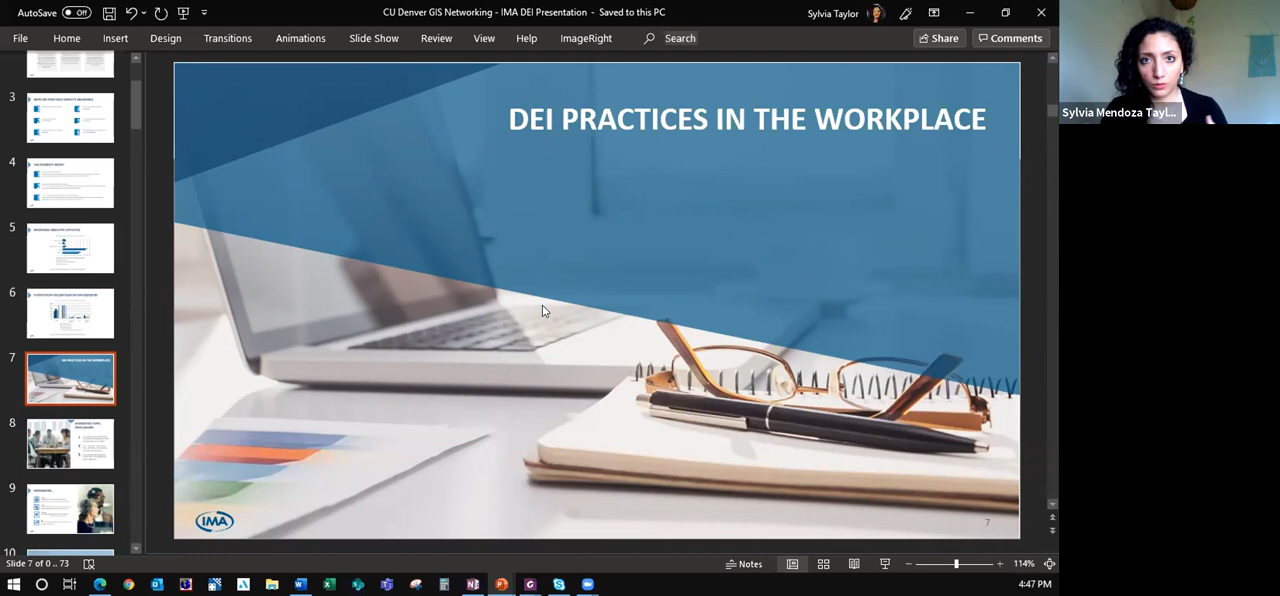 AutoSave Off CU Denver GIS Networking - IMA DEI Presentation - Saved to this PC Sylvia Taylor
File Home Insert Design Transitions Animations Slide Show Review View Help ImageRight Search Share Comments
Sylvia Mendoza Tayl...
DEI PRACTICES IN THE WORKPLACE
3
4
5
6
7
8
9
10
IMA
7
Slide 7 of 0 .. 73 Notes 114%
4:47 PM